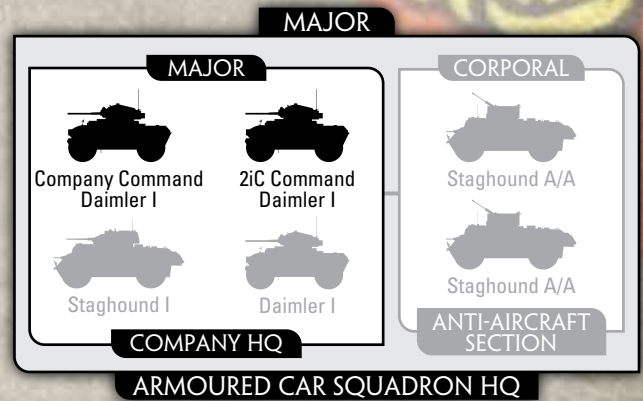 MAJOR
MAJOR
Company Command
Daimler I
2iC Command
Daimler I
Staghound I
Daimler I
COMPANY HQ
CORPORAL
Staghound A/A
Staghound A/A
ANTI-AIRCRAFT
SECTION
ARMOURED CAR SQUADRON HQ